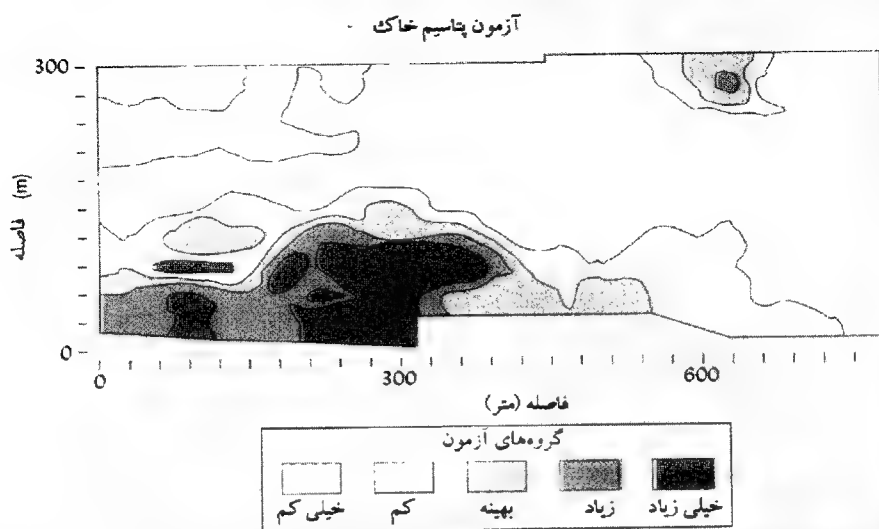 آزمون پتاسیم خاک -
300
فاصله (m)
0
0 300 600
فاصله (متر)
گروه‌های آزمون
خیلی زیاد زیاد بهینه کم خیلی کم